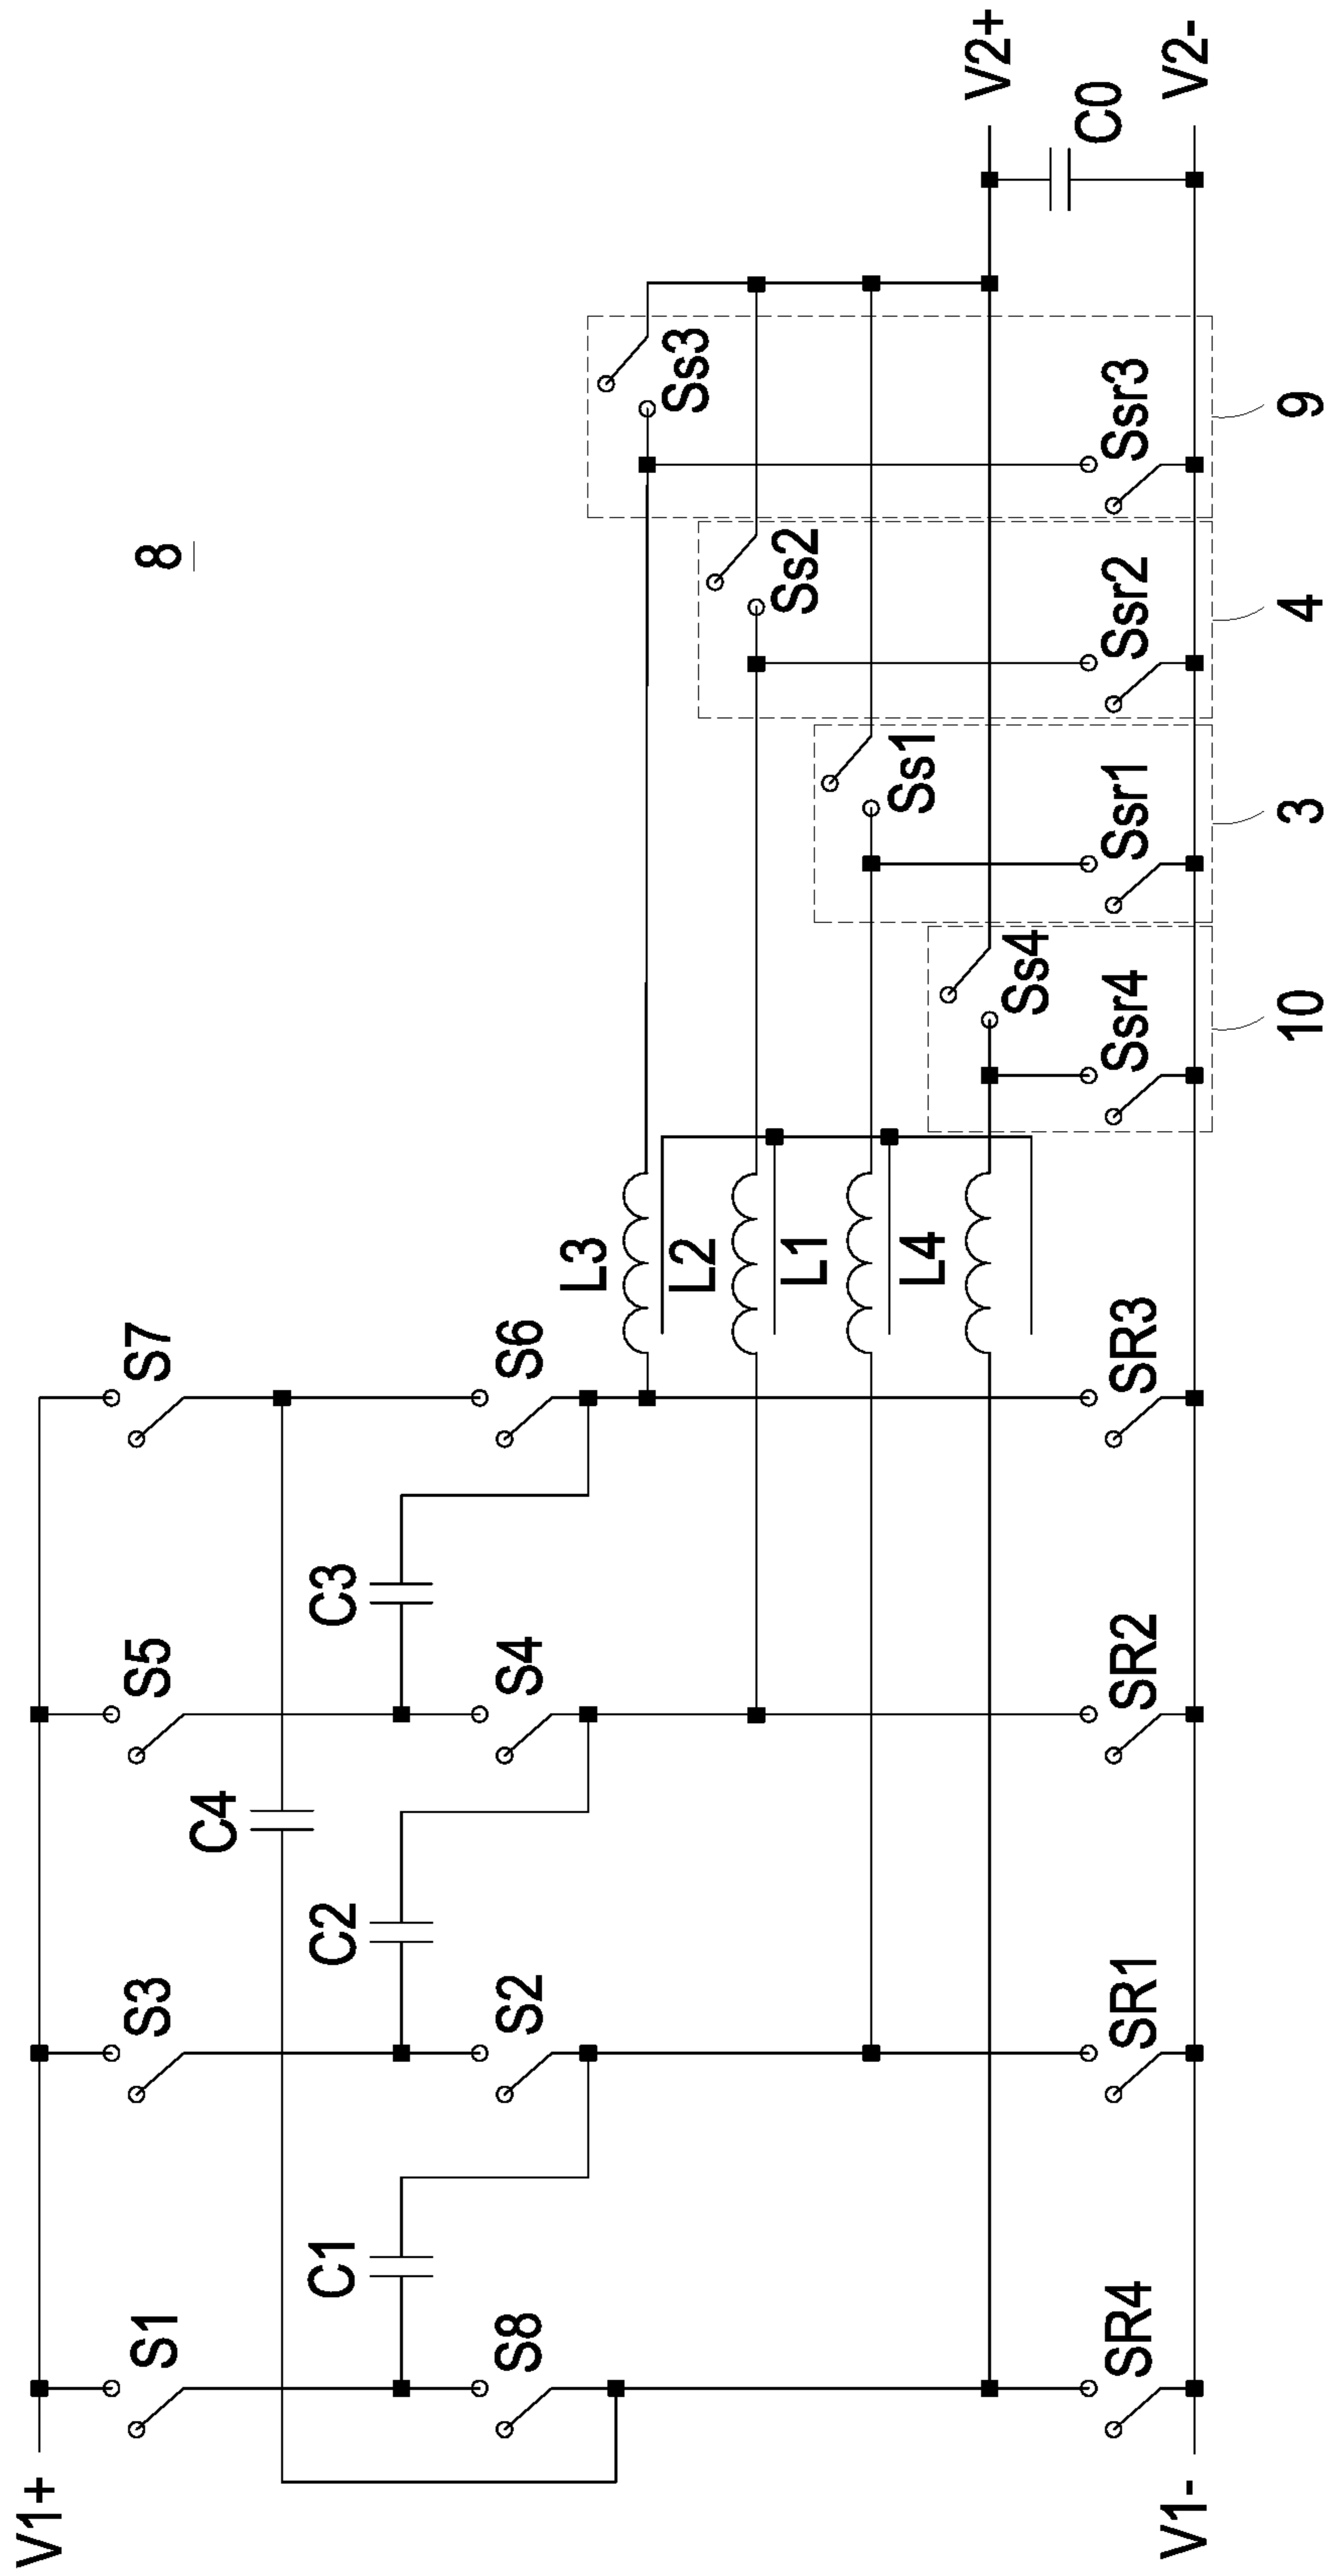 8
V1+
S1
S3
S5
S7
C4
C1
C2
C3
S8
S2
S4
S6
L3
L2
L1
L4
Ss3
Ss2
Ss1
Ss4
V2+
C0
SR4
SR1
SR2
SR3
Ssr4
Ssr1
Ssr2
Ssr3
V1-
V2-
10
3
4
9